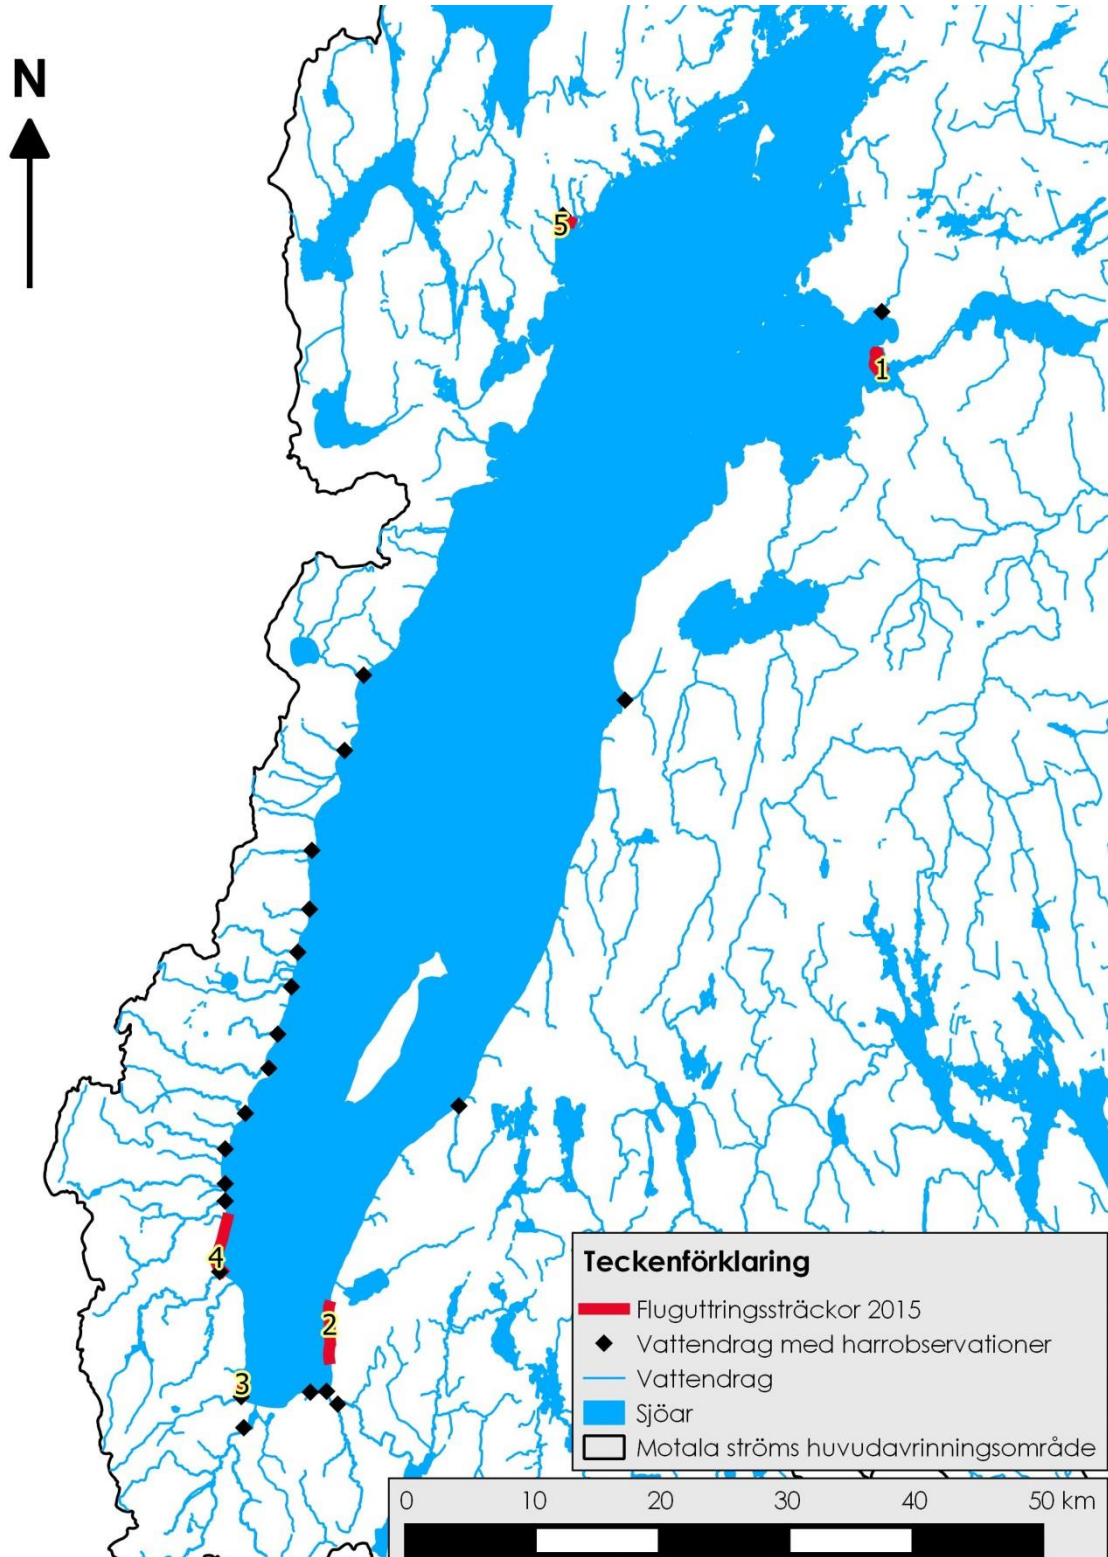 N
5
1
4
2
3
Teckenförklaring
Fluguttringssträckor 2015
Vattendrag med harrobservationer
Vattendrag
Sjöar
Motala ströms huvudavrinningsområde
0 10 20 30 40 50 km